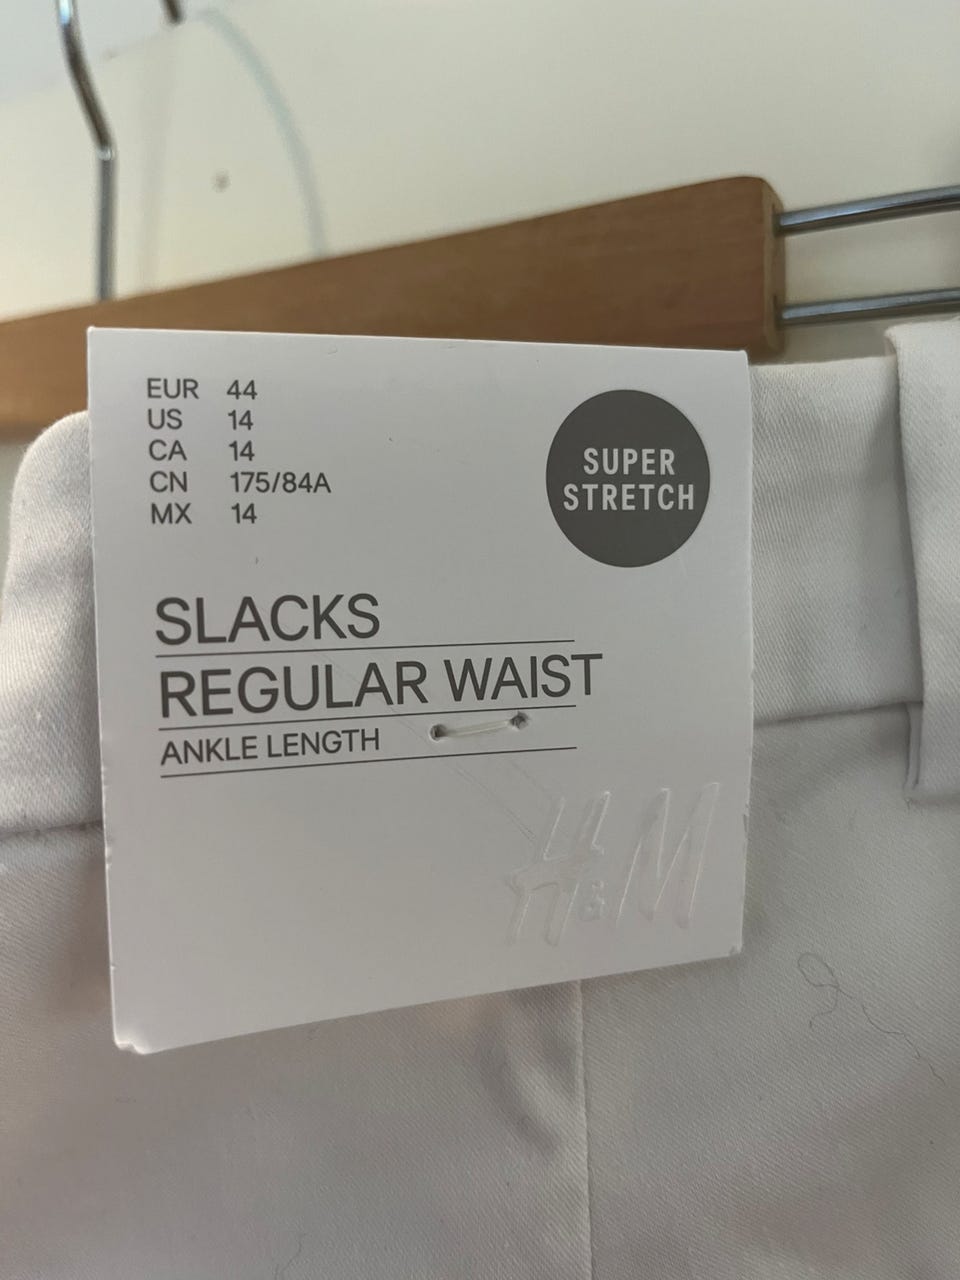 EUR 44
US 14
CA 14
CN 175/84A
MX 14
SUPER
STRETCH
SLACKS
REGULAR WAIST
ANKLE LENGTH
H&M